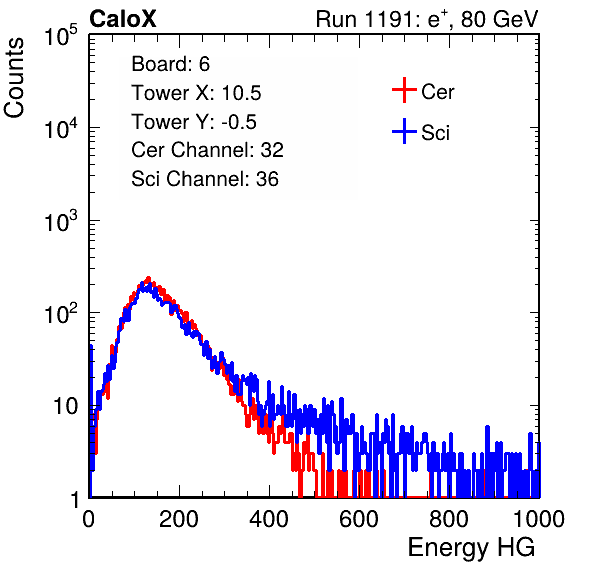 CaloX Run 1191: e⁺, 80 GeV
Counts
Board: 6
Tower X: 10.5
Tower Y: -0.5
Cer Channel: 32
Sci Channel: 36
Cer
Sci
10⁵
10⁴
10³
10²
10
1
0 200 400 600 800 1000
Energy HG